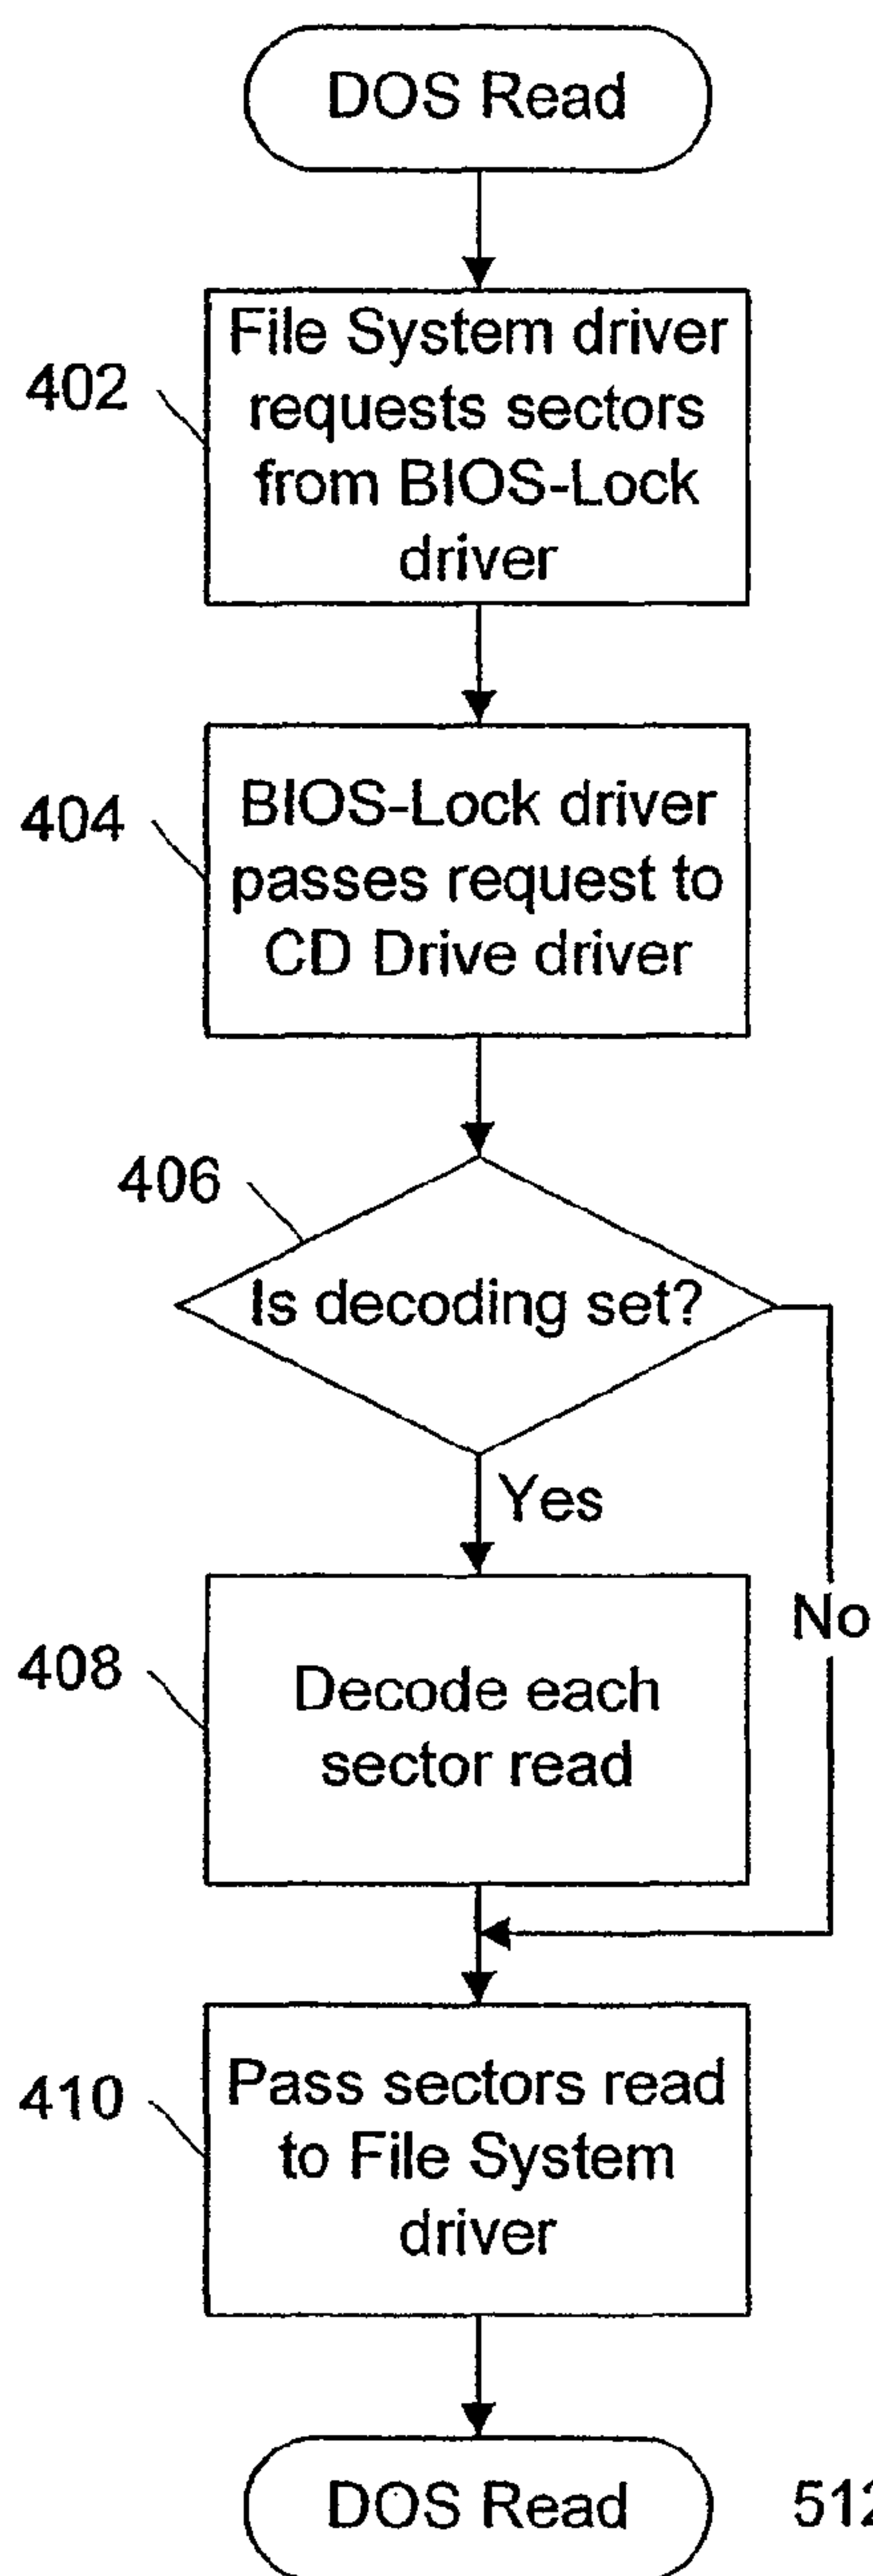 DOS Read
402
File System driver
requests sectors
from BIOS-Lock
driver
404
BIOS-Lock driver
passes request to
CD Drive driver
406
Is decoding set?
Yes
No
408
Decode each
sector read
410
Pass sectors read
to File System
driver
DOS Read
512